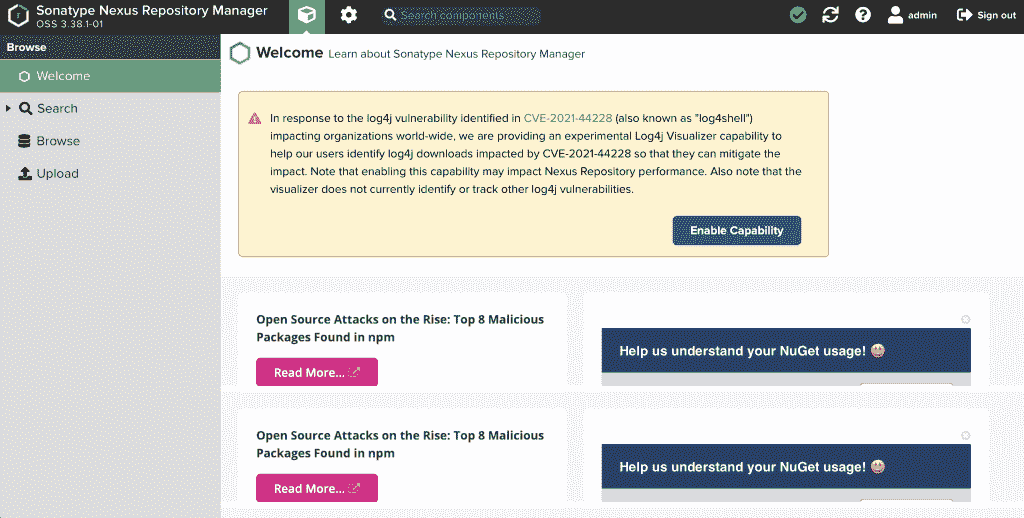 Sonatype Nexus Repository Manager
OSS 3.38.1-01
Search components
admin
Sign out
Browse
Welcome
Search
Browse
Upload
Welcome Learn about Sonatype Nexus Repository Manager
In response to the log4j vulnerability identified in CVE-2021-44228 (also known as "log4shell")
impacting organizations world-wide, we are providing an experimental Log4j Visualizer capability to
help our users identify log4j downloads impacted by CVE-2021-44228 so that they can mitigate the
impact. Note that enabling this capability may impact Nexus Repository performance. Also note that the
visualizer does not currently identify or track other log4j vulnerabilities.
Enable Capability
Open Source Attacks on the Rise: Top 8 Malicious
Packages Found in npm
Read More...
Help us understand your NuGet usage!
Open Source Attacks on the Rise: Top 8 Malicious
Packages Found in npm
Read More...
Help us understand your NuGet usage!